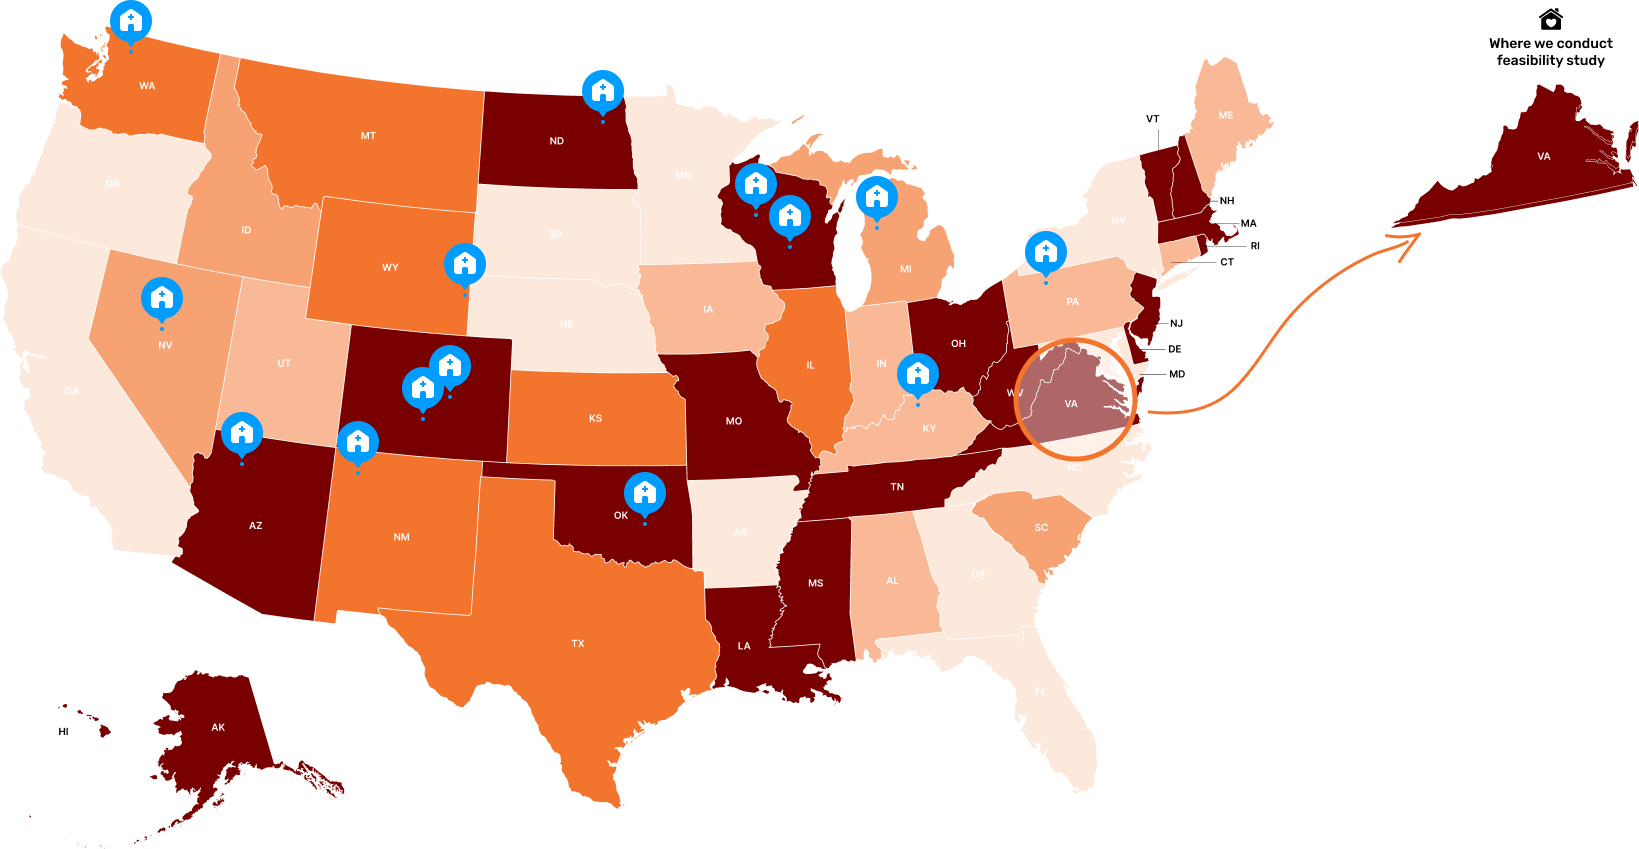 Where we conduct
feasibility study
WA
MT
ND
MN
VT
ME
VA
OR
ID
WY
SD
MI
NY
NH
MA
RI
CT
NV
UT
NE
IA
PA
NJ
DE
MD
CA
IL
IN
OH
KS
MO
KY
WV
VA
AZ
NM
OK
AR
TN
NC
SC
TX
LA
MS
AL
GA
FL
HI
AK